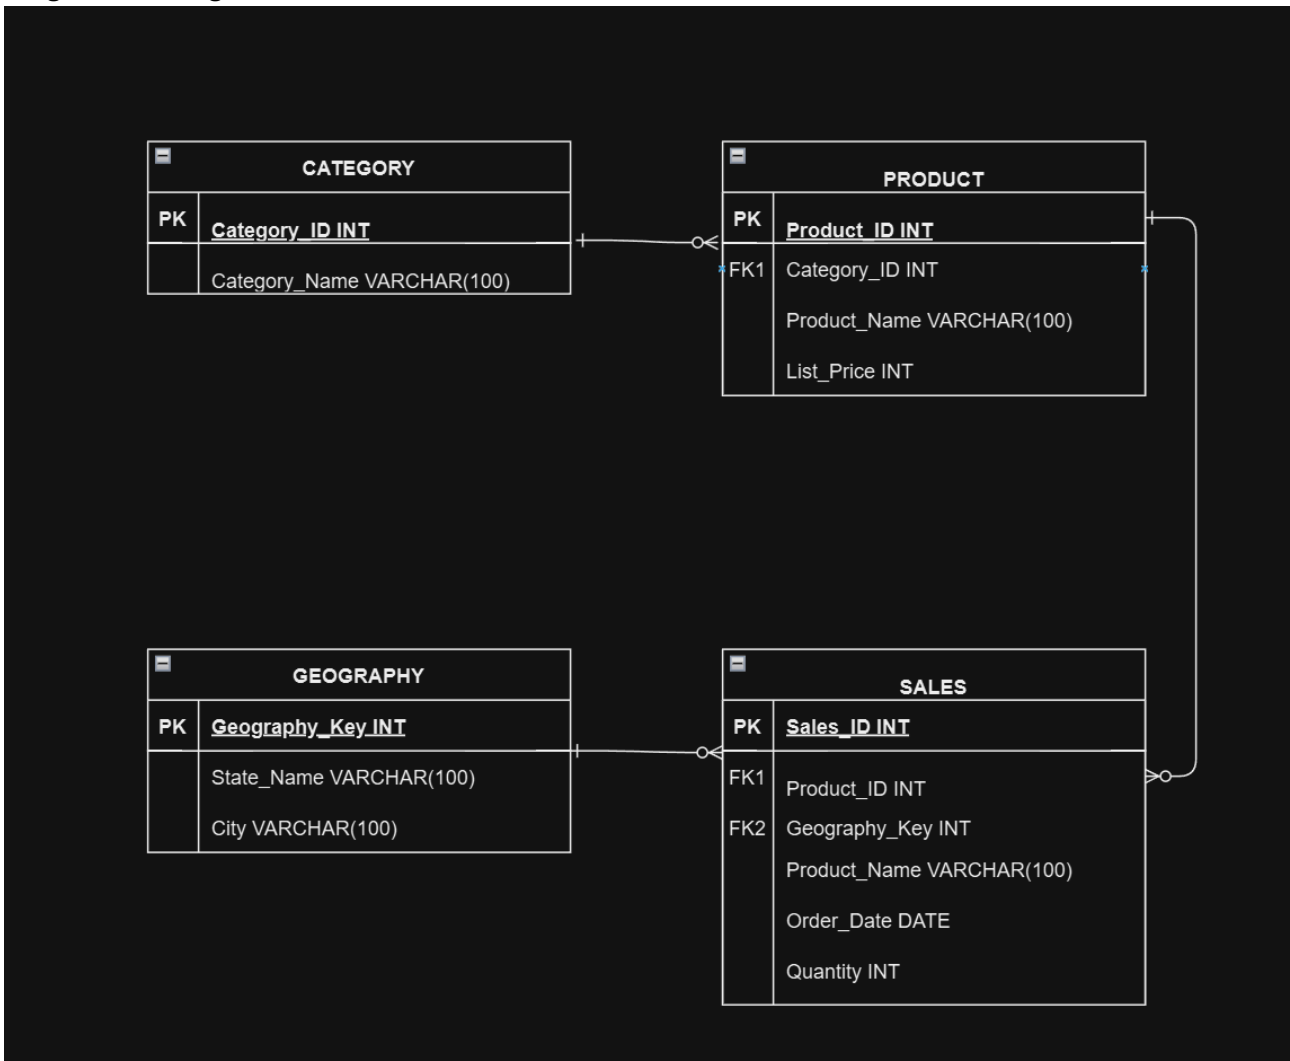 CATEGORY
PK Category_ID INT
Category_Name VARCHAR(100)
PRODUCT
PK Product_ID INT
FK1 Category_ID INT
Product_Name VARCHAR(100)
List_Price INT
GEOGRAPHY
PK Geography_Key INT
State_Name VARCHAR(100)
City VARCHAR(100)
SALES
PK Sales_ID INT
FK1 Product_ID INT
FK2 Geography_Key INT
Product_Name VARCHAR(100)
Order_Date DATE
Quantity INT